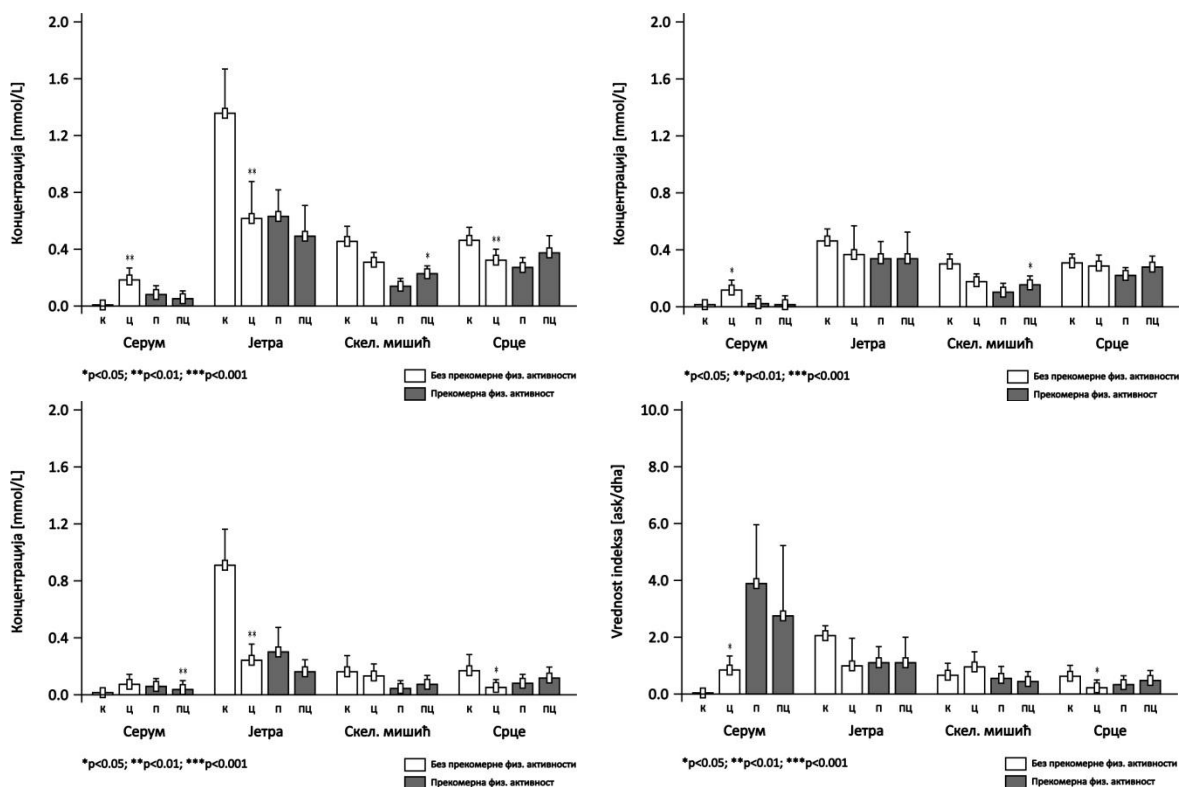 2.0
1.6
1.2
0.8
0.4
0.0
Концентрација [mmol/L]
** ** * **
к ц п пц к ц п пц к ц п пц к ц п пц
Серум Јетра Скел. мишић Срце
*p<0.05; **p<0.01; ***p<0.001
Без прекомерне физ. активности
Прекомерна физ. активност
2.0
1.6
1.2
0.8
0.4
0.0
Концентрација [mmol/L]
* *
к ц п пц к ц п пц к ц п пц к ц п пц
Серум Јетра Скел. мишић Срце
*p<0.05; **p<0.01; ***p<0.001
Без прекомерне физ. активности
Прекомерна физ. активност
2.0
1.6
1.2
0.8
0.4
0.0
Концентрација [mmol/L]
** ** *
к ц п пц к ц п пц к ц п пц к ц п пц
Серум Јетра Скел. мишић Срце
*p<0.05; **p<0.01; ***p<0.001
Без прекомерне физ. активности
Прекомерна физ. активност
10.0
8.0
6.0
4.0
2.0
0.0
Vrednost indeksa [ask/dha]
* *
к ц п пц к ц п пц к ц п пц к ц п пц
Серум Јетра Скел. мишић Срце
*p<0.05; **p<0.01; ***p<0.001
Без прекомерне физ. активности
Прекомерна физ. активност